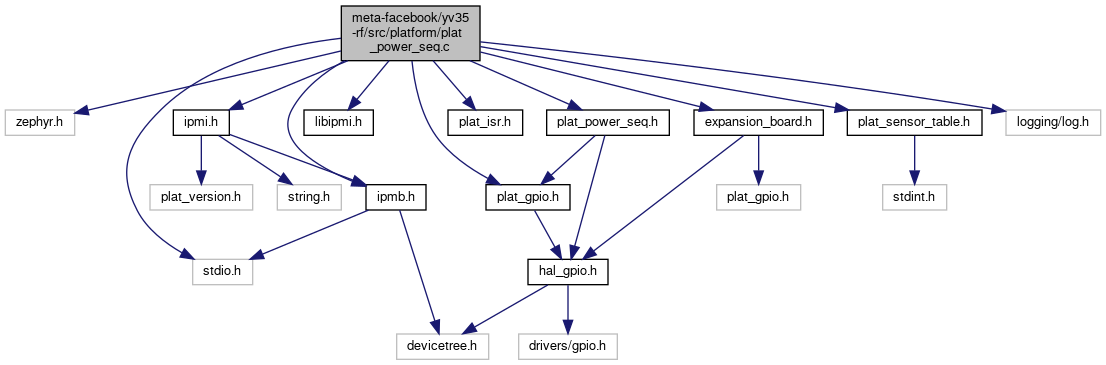 meta-facebook/yv35
-rf/src/platform/plat
_power_seq.c
zephyr.h
ipmi.h
libipmi.h
plat_isr.h
plat_power_seq.h
expansion_board.h
plat_sensor_table.h
logging/log.h
plat_version.h
string.h
ipmb.h
plat_gpio.h
plat_gpio.h
stdint.h
stdio.h
hal_gpio.h
devicetree.h
drivers/gpio.h